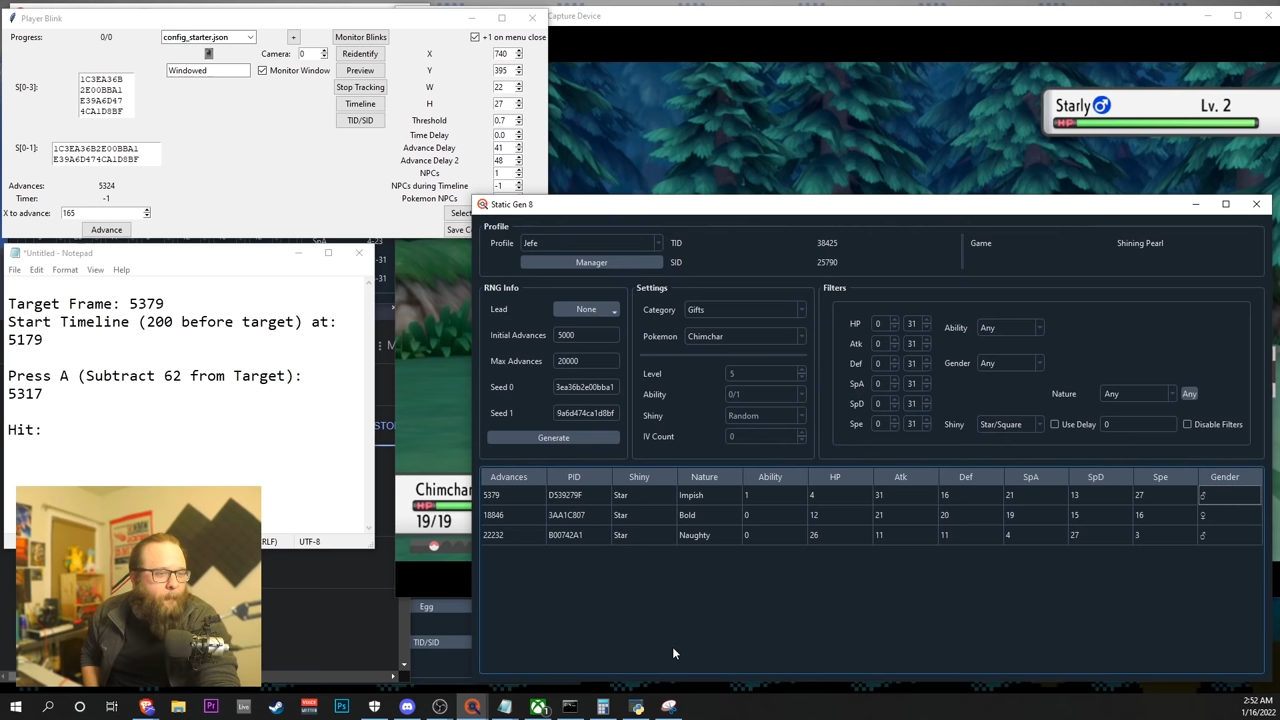 Player Blink
Progress:
0/0
config_starter.json
+
Monitor Blinks
+1 on menu close
Camera:
0
Reidentify
X
740
Windowed
Monitor Window
Preview
Y
395
S[0-3]
1C3EA36B
2E00BBA1
E39A6D47
4CA1D8BF
Stop Tracking
W
22
Timeline
H
27
TID/SID
Threshold
0.7
Time Delay
0.0
S[0-1]
1C3EA36B2E00BBA1
E39A6D474CA1D8BF
Advance Delay
41
Advance Delay 2
48
NPCs
1
Advances:
5324
NPCs during Timeline
-1
Timer:
-1
Pokemon NPCs
X to advance:
165
Select
Advance
Save Co
Capture Device
Starly♂
Lv. 2
HP
SpA
4-23
-31
-31
*Untitled - Notepad
File
Edit
Format
View
Help
Target Frame: 5379
Start Timeline (200 before target) at:
5179
Press A (Subtract 62 from Target):
5317
Hit:
RLF)
UTF-8
Chimchar
19/19
Egg
TID/SID
Static Gen 8
Profile
Profile
Jefe
TID
38425
Game
Shining Pearl
Manager
SID
25790
RNG Info
Settings
Filters
Lead
None
Category
Gifts
Initial Advances
5000
Pokemon
Chimchar
Max Advances
20000
Level
5
Seed 0
3ea36b2e00bba1
Ability
0/1
Seed 1
9a6d474ca1d8bf
Shiny
Random
Generate
IV Count
0
HP
0
31
Ability
Any
Atk
0
31
Def
0
31
Gender
Any
SpA
0
31
Nature
Any
Any
SpD
0
31
Spe
0
31
Shiny
Star/Square
Use Delay
0
Disable Filters
Advances PID Shiny Nature Ability HP Atk Def SpA SpD Spe Gender
5379 D539279F Star Impish 1 4 31 16 21 13 27 ♂
18846 3AA1C807 Star Bold 0 12 21 20 19 15 16 ♀
22232 B00742A1 Star Naughty 0 26 11 11 4 27 3 ♂
2:52 AM
1/16/2022